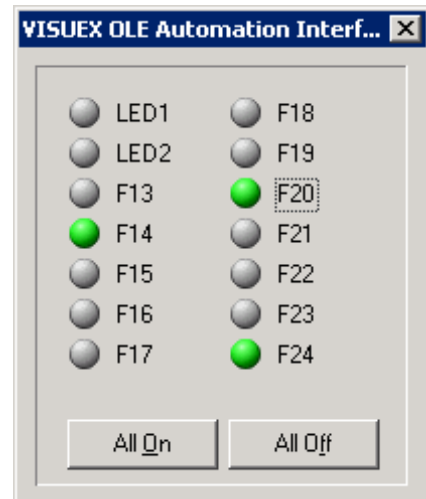 VISUEX OLE Automation Interf...
LED1
LED2
F13
F14
F15
F16
F17
F18
F19
F20
F21
F22
F23
F24
All On
All Off